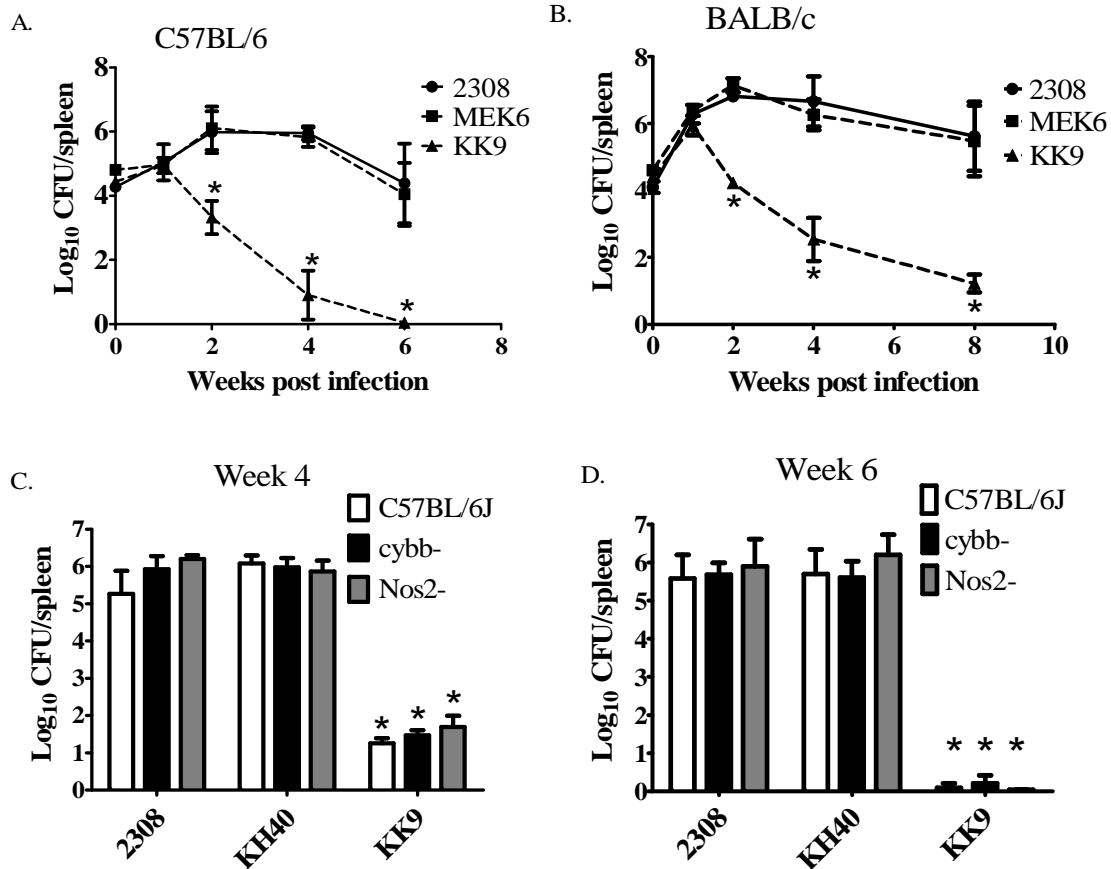 A.
C57BL/6
Log10 CFU/spleen
8
6
4
2
0
0 2 4 6 8
Weeks post infection
2308
MEK6
KK9
* * *
B.
BALB/c
Log10 CFU/spleen
8
6
4
2
0
0 2 4 6 8 10
Weeks post infection
2308
MEK6
KK9
* * *
C.
Week 4
C57BL/6J
cybb-
Nos2-
Log10 CFU/spleen
7
6
5
4
3
2
1
0
* * *
2308 KH40 KK9
D.
Week 6
C57BL/6J
cybb-
Nos2-
Log10 CFU/spleen
7
6
5
4
3
2
1
0
* * *
2308 KH40 KK9